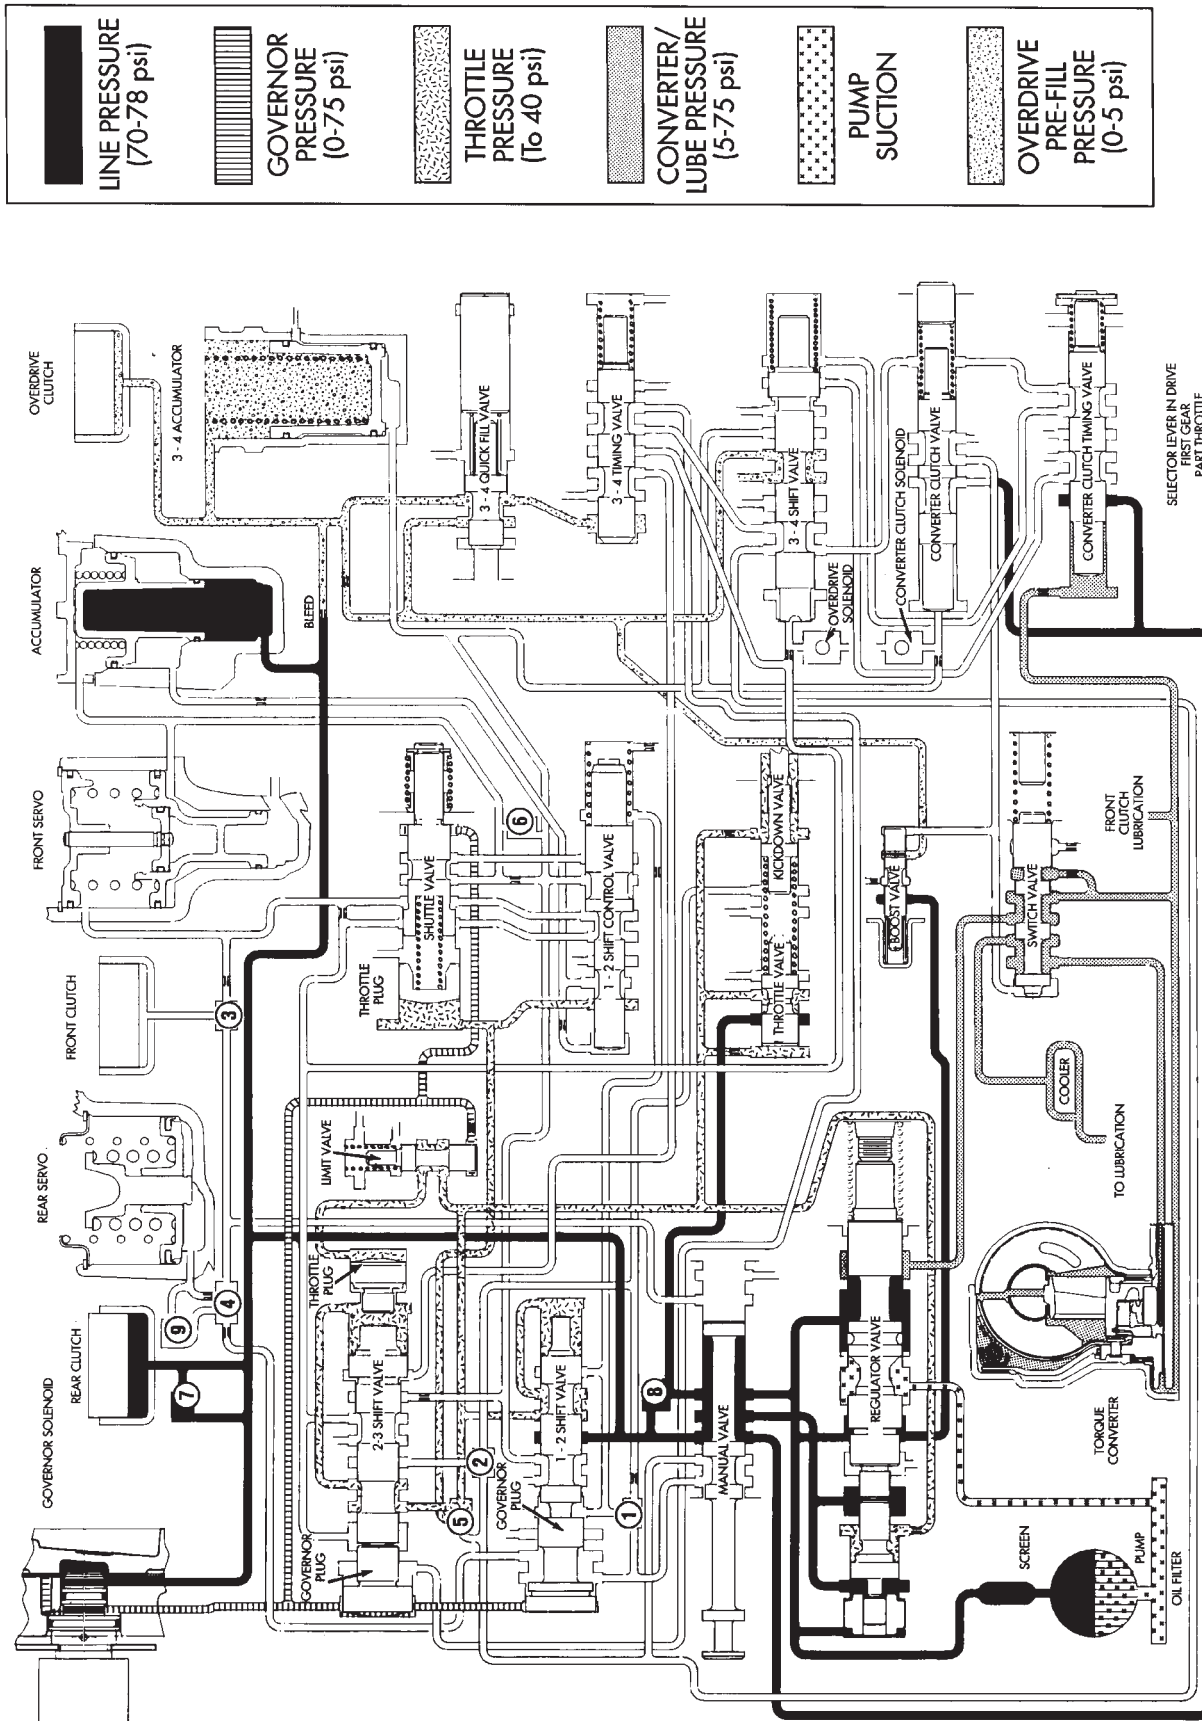 LINE PRESSURE
(70-78 psi)
GOVERNOR
PRESSURE
(0-75 psi)
THROTTLE
PRESSURE
(To 40 psi)
CONVERTER/
LUBE PRESSURE
(5-75 psi)
PUMP
SUCTION
OVERDRIVE
PRE-FILL
PRESSURE
(0-5 psi)
GOVERNOR SOLENOID
REAR CLUTCH
REAR SERVO
FRONT CLUTCH
FRONT SERVO
ACCUMULATOR
OVERDRIVE
CLUTCH
7
9
4
3
BLEED
3 - 4 ACCUMULATOR
GOVERNOR
PLUG
2-3 SHIFT VALVE
THROTTLE
PLUG
LIMIT VALVE
THROTTLE
PLUG
SHUTTLE VALVE
3 - 4 QUICK FILL VALVE
5
2
6
GOVERNOR
PLUG
1 - 2 SHIFT VALVE
1 - 2 SHIFT CONTROL VALVE
3 - 4 TIMING VALVE
1
8
MANUAL VALVE
THROTTLE VALVE
KICKDOWN VALVE
3 - 4 SHIFT VALVE
OVERDRIVE
SOLENOID
REGULATOR VALVE
BOOST VALVE
CONVERTER CLUTCH SOLENOID
CONVERTER CLUTCH VALVE
SCREEN
PUMP
OIL FILTER
TORQUE
CONVERTER
TO LUBRICATION
COOLER
SWITCH VALVE
FRONT
CLUTCH
LUBRICATION
CONVERTER CLUTCH TIMING VALVE
SELECTOR LEVER IN DRIVE
FIRST GEAR
PART THROTTLE